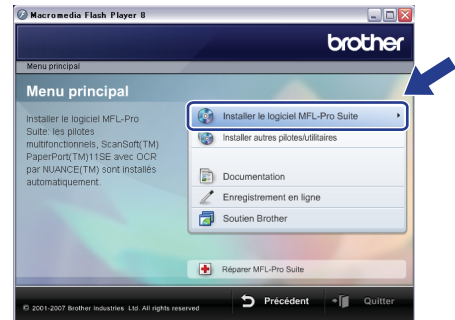 Macromedia Flash Player 8
brother
Menu principal
Menu principal
Installer le logiciel MFL-Pro
Suite: les pilotes
multifonctionnels, ScanSoft(TM)
PaperPort(TM)11SE avec OCR
par NUANCE(TM) sont installés
automatiquement.
Installer le logiciel MFL-Pro Suite
Installer autres pilotes/utilitaires
Documentation
Enregistrement en ligne
Soutien Brother
Réparer MFL-Pro Suite
© 2001-2007 Brother Industries Ltd. All rights reserved
Précédent
Quitter